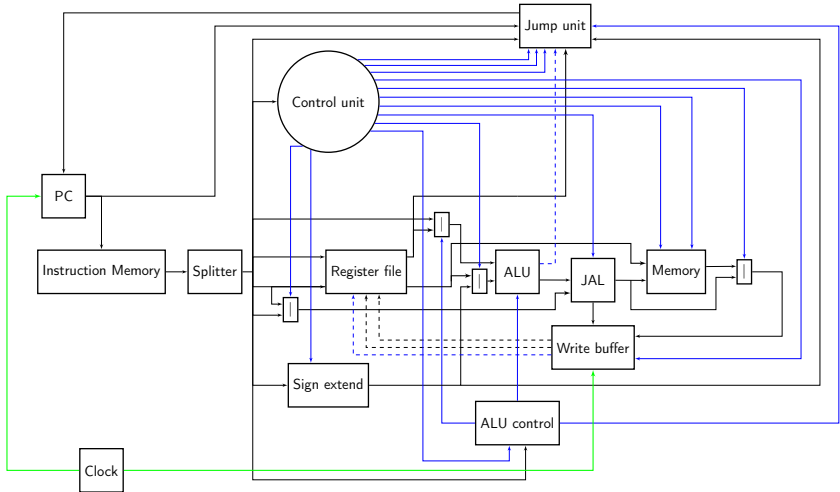 Jump unit
Control unit
PC
Instruction Memory
Splitter
Register file
ALU
JAL
Memory
Write buffer
Sign extend
ALU control
Clock